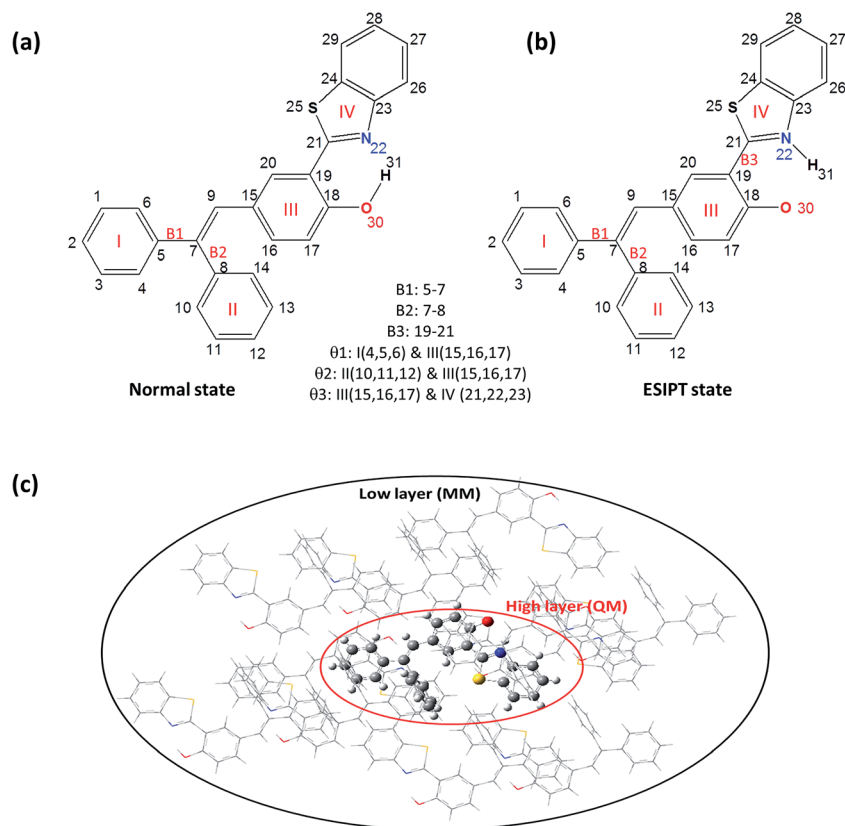 (a)
28
29
27
24
26
25
S
IV
23
21
N
22
31
H
20
19
1
6
9
15
18
O
30
III
2
I
B1
7
16
17
5
B2
3
4
8
14
10
13
II
11
12
Normal state
B1: 5-7
B2: 7-8
B3: 19-21
θ1: I(4,5,6) & III(15,16,17)
θ2: II(10,11,12) & III(15,16,17)
θ3: III(15,16,17) & IV (21,22,23)
(b)
28
29
27
24
26
25
S
IV
23
21
N
22
B3
H
31
20
19
1
6
9
15
18
O 30
III
2
I
B1
7
16
17
5
B2
3
4
8
14
10
13
II
11
12
ESIPT state
(c)
Low layer (MM)
High layer (QM)